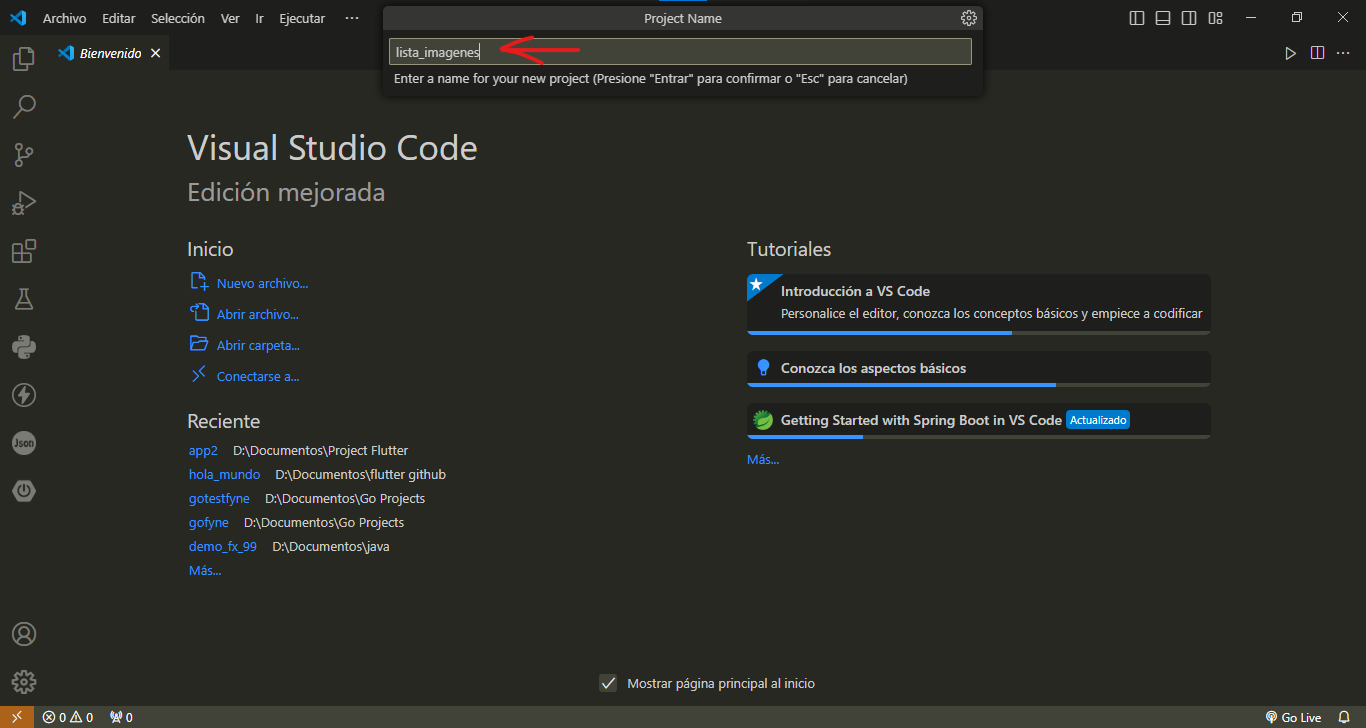 Archivo Editar Selección Ver Ir Ejecutar ···
Project Name
lista_imagenes
Enter a name for your new project (Presione "Entrar" para confirmar o "Esc" para cancelar)
Bienvenido
Visual Studio Code
Edición mejorada
Inicio
Nuevo archivo...
Abrir archivo...
Abrir carpeta...
Conectarse a...
Reciente
app2 D:\Documentos\Project Flutter
hola_mundo D:\Documentos\flutter github
gotestfyne D:\Documentos\Go Projects
gofyne D:\Documentos\Go Projects
demo_fx_99 D:\Documentos\java
Más...
Tutoriales
Introducción a VS Code
Personalice el editor, conozca los conceptos básicos y empiece a codificar
Conozca los aspectos básicos
Getting Started with Spring Boot in VS Code Actualizado
Más...
Json
Mostrar página principal al inicio
0 0 0
Go Live